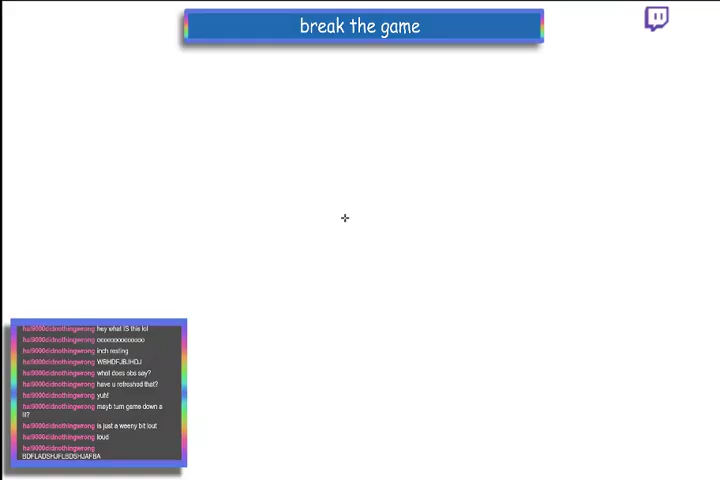 break the game
hal9000didnothingwrong hey what IS this lol
hal9000didnothingwrong oooooooooooooo
hal9000didnothingwrong inch resting
hal9000didnothingwrong WBHDFJBJHDJ
hal9000didnothingwrong what does obs say?
hal9000didnothingwrong have u refreshed that?
hal9000didnothingwrong yuh!
hal9000didnothingwrong mayb turn game down a
lil?
hal9000didnothingwrong is just a weeny bit lout
hal9000didnothingwrong loud
hal9000didnothingwrong
BDFLADSHJFLBDSHJAFBA